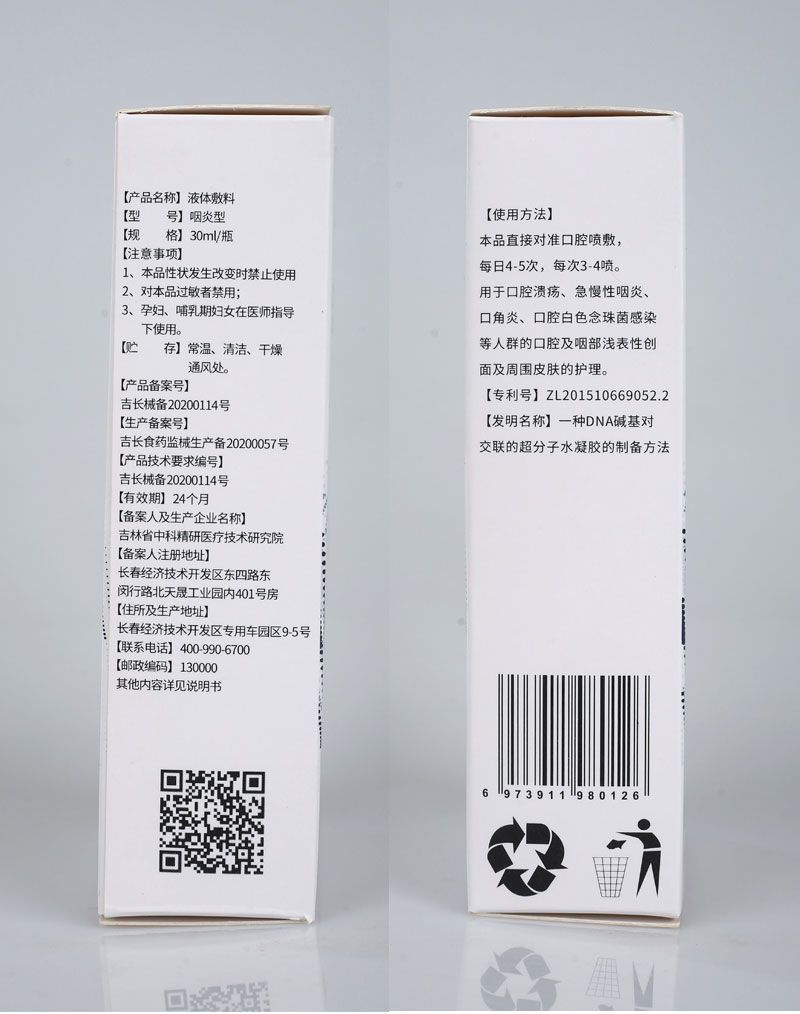 【产品名称】液体敷料
【型　　号】咽炎型
【规　　格】30ml/瓶
【注意事项】
1、本品性状发生改变时禁止使用
2、对本品过敏者禁用；
3、孕妇、哺乳期妇女在医师指导
下使用。
【贮　　存】常温、清洁、干燥
通风处。
【产品备案号】
吉长械备20200114号
【生产备案号】
吉长食药监械生产备20200057号
【产品技术要求编号】
吉长械备20200114号
【有效期】24个月
【备案人及生产企业名称】
吉林省中科精研医疗技术研究院
【备案人注册地址】
长春经济技术开发区东四路东
闵行路北天晟工业园内401号房
【住所及生产地址】
长春经济技术开发区专用车园区9-5号
【联系电话】400-990-6700
【邮政编码】130000
其他内容详见说明书
【使用方法】
本品直接对准口腔喷敷，
每日4-5次，每次3-4喷。
用于口腔溃疡、急慢性咽炎、
口角炎、口腔白色念珠菌感染
等人群的口腔及咽部浅表性创
面及周围皮肤的护理。
【专利号】ZL201510669052.2
【发明名称】一种DNA碱基对
交联的超分子水凝胶的制备方法
6 973911 980126